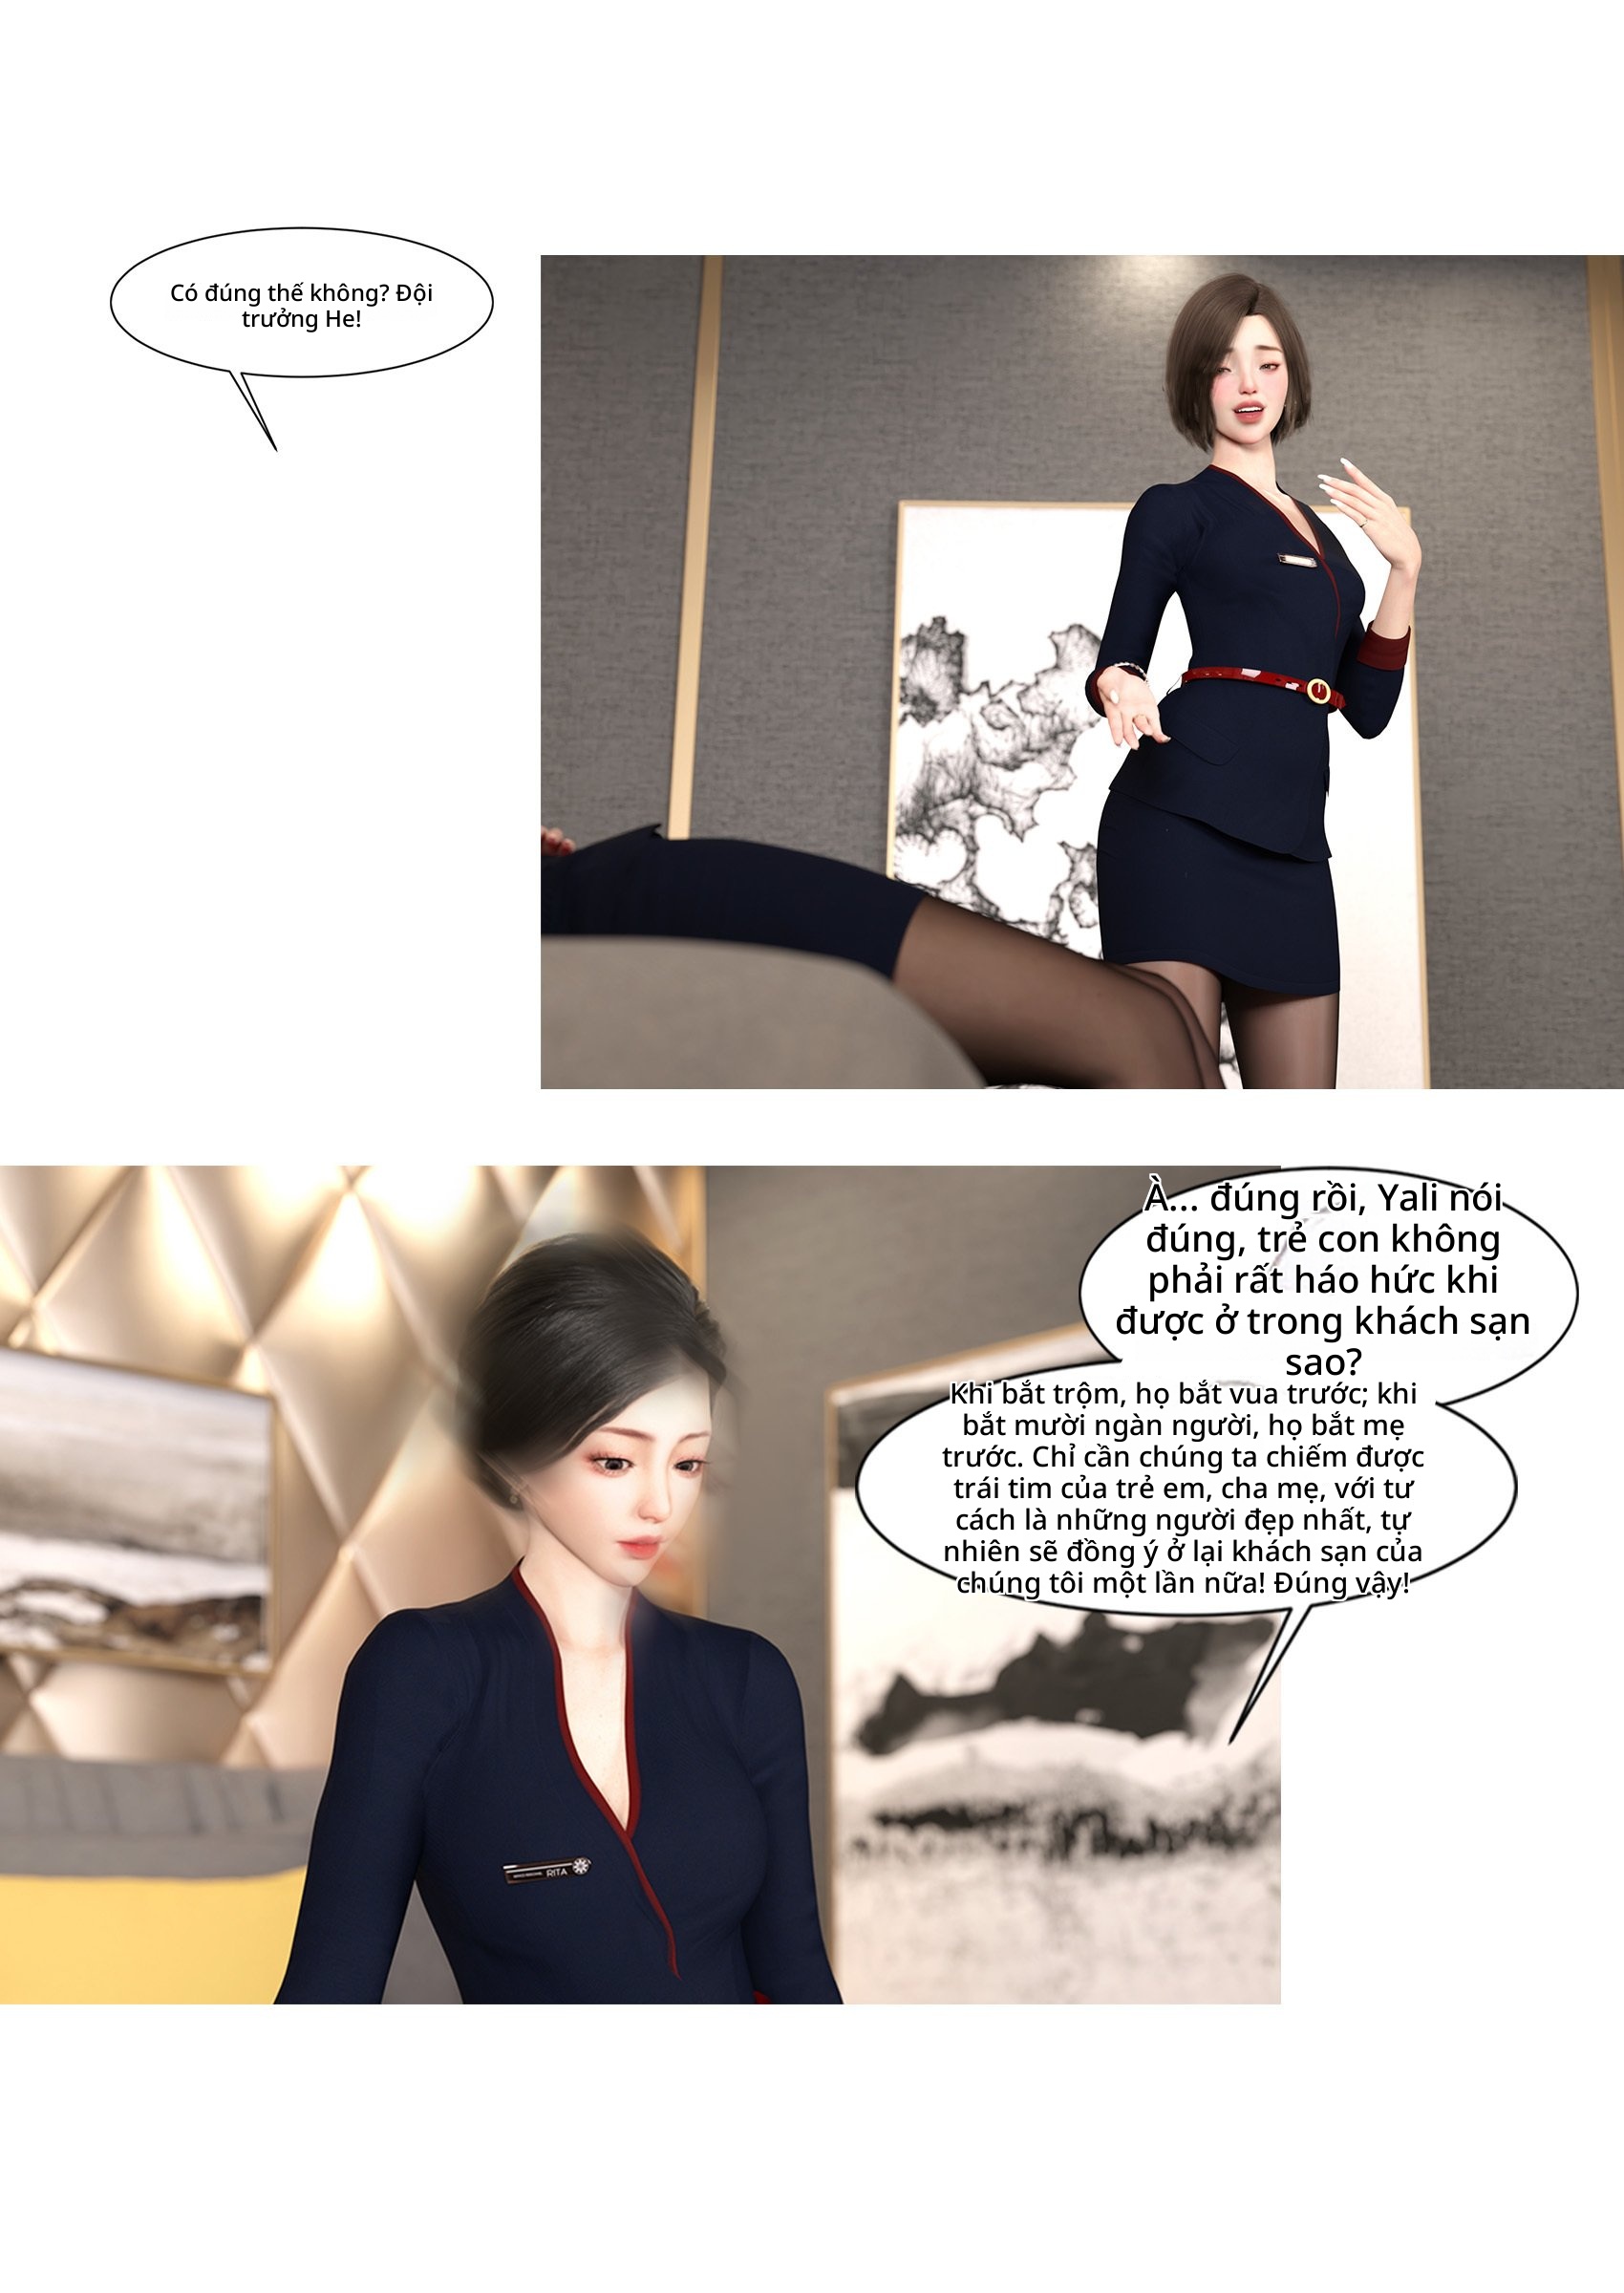 Có đúng thế không? Đội
trưởng He!
À... đúng rồi, Yali nói
đúng, trẻ con không
phải rất háo hức khi
được ở trong khách sạn
sao?
Khi bắt trộm, họ bắt vua trước; khi
bắt mười ngàn người, họ bắt mẹ
trước. Chỉ cần chúng ta chiếm được
trái tim của trẻ em, cha mẹ, với tư
cách là những người đẹp nhất, tự
nhiên sẽ đồng ý ở lại khách sạn của
chúng tôi một lần nữa! Đúng vậy!
RITA